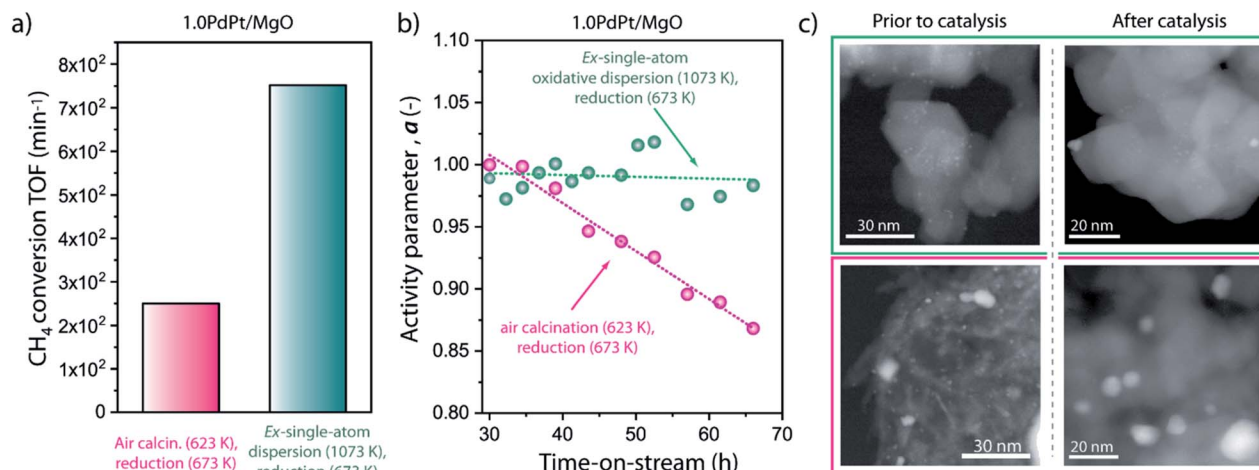 a)
1.0PdPt/MgO
CH₄ conversion TOF (min⁻¹)
8x10²
7x10²
6x10²
5x10²
4x10²
3x10²
2x10²
1x10²
0
Air calcin. (623 K),
reduction (673 K)
Ex-single-atom
dispersion (1073 K),
reduction (673 K)
b)
1.0PdPt/MgO
Activity parameter, a (-)
1.10
1.05
1.00
0.95
0.90
0.85
0.80
Ex-single-atom
oxidative dispersion (1073 K),
reduction (673 K)
air calcination (623 K),
reduction (673 K)
30
40
50
60
70
Time-on-stream (h)
c)
Prior to catalysis
After catalysis
30 nm
20 nm
30 nm
20 nm